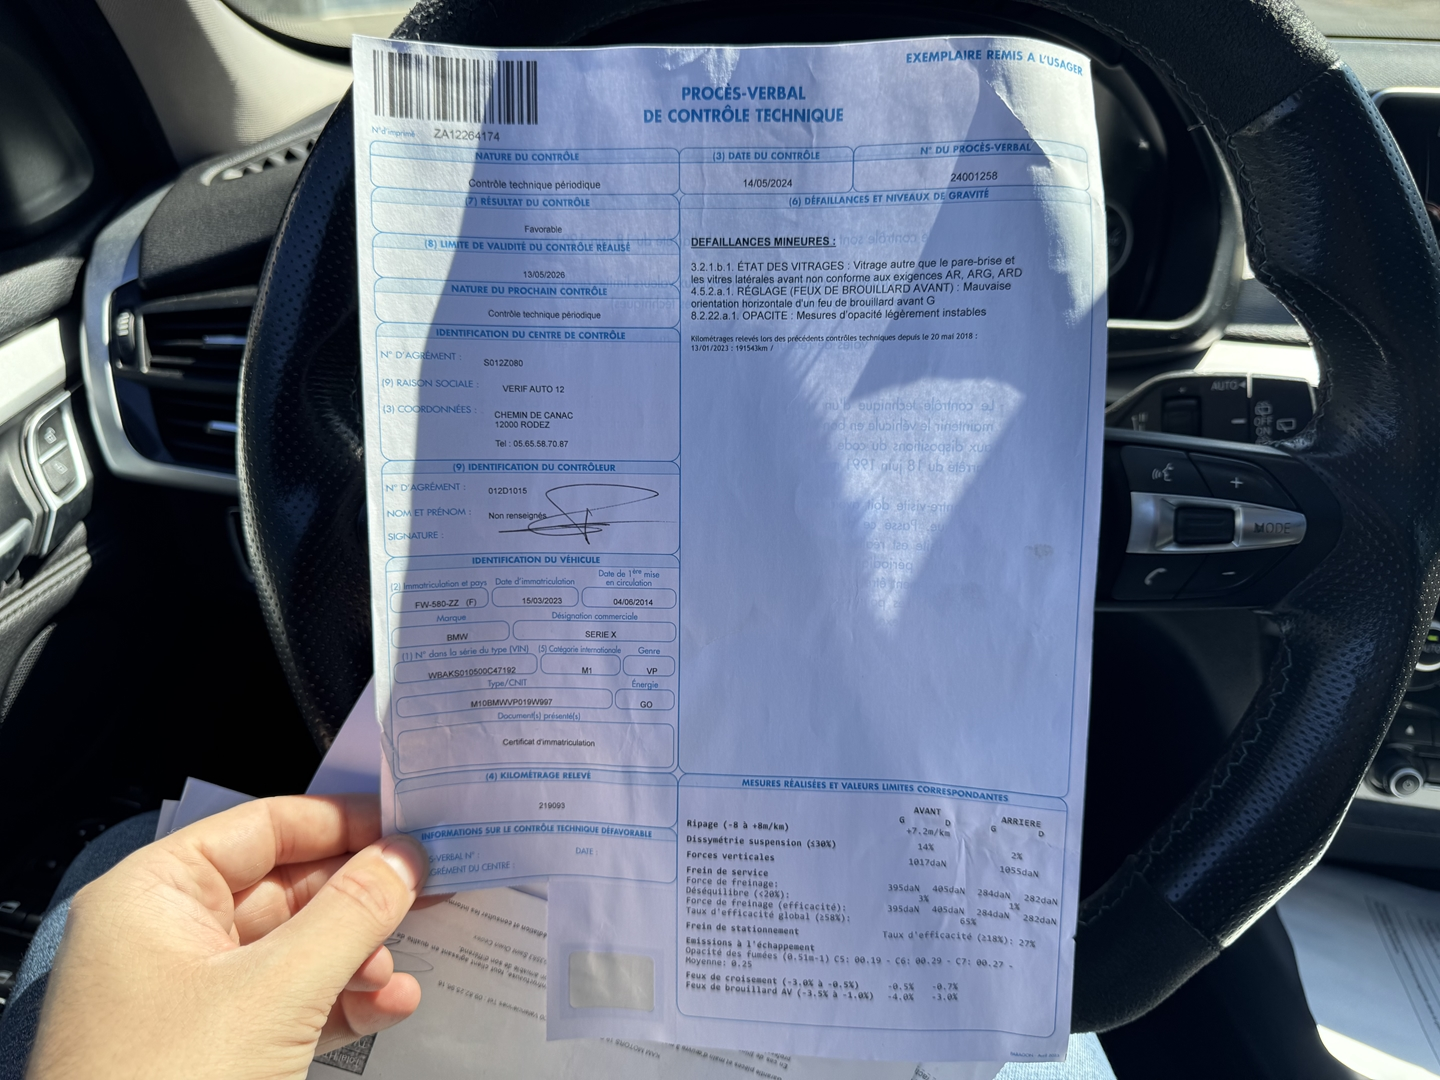 EXEMPLAIRE REMIS A L'USAGER
PROCÈS-VERBAL
DE CONTRÔLE TECHNIQUE
N° d'imprimé ZA12264174
NATURE DU CONTRÔLE
Contrôle technique périodique
(3) DATE DU CONTRÔLE
14/05/2024
N° DU PROCÈS-VERBAL
24001258
(7) RÉSULTAT DU CONTRÔLE
Favorable
(8) LIMITE DE VALIDITÉ DU CONTRÔLE RÉALISÉ
13/05/2026
NATURE DU PROCHAIN CONTRÔLE
Contrôle technique périodique
IDENTIFICATION DU CENTRE DE CONTRÔLE
N° D'AGRÉMENT : S012Z080
(9) RAISON SOCIALE : VERIF AUTO 12
(3) COORDONNÉES : CHEMIN DE CANAC
12000 RODEZ
Tel : 05.65.58.70.87
(9) IDENTIFICATION DU CONTRÔLEUR
N° D'AGRÉMENT : 012D1015
NOM ET PRÉNOM : Non renseignés
SIGNATURE :
IDENTIFICATION DU VÉHICULE
(2) Immatriculation et pays Date d'immatriculation Date de 1ère mise en circulation
FW-580-ZZ (F) 15/03/2023 04/06/2014
Marque Désignation commerciale
BMW SERIE X
(1) N° dans la série du type (VIN) (5) Catégorie internationale Genre
WBAKS010500C47192 M1 VP
Type/CNIT Énergie
M10BMWVP019W997 GO
Document(s) présenté(s)
Certificat d'immatriculation
(4) KILOMÉTRAGE RELEVÉ
219093
INFORMATIONS SUR LE CONTRÔLE TECHNIQUE DÉFAVORABLE
S-VERBAL N° : DATE :
GRÉMENT DU CENTRE :
(6) DÉFAILLANCES ET NIVEAUX DE GRAVITÉ
DEFAILLANCES MINEURES :
3.2.1.b.1. ÉTAT DES VITRAGES : Vitrage autre que le pare-brise et
les vitres latérales avant non conforme aux exigences AR, ARG, ARD
4.5.2.a.1. RÉGLAGE (FEUX DE BROUILLARD AVANT) : Mauvaise
orientation horizontale d'un feu de brouillard avant G
8.2.22.a.1. OPACITE : Mesures d'opacité légèrement instables
Kilométrages relevés lors des précédents contrôles techniques depuis le 20 mai 2018 :
13/01/2023 : 191543km /
MESURES RÉALISÉES ET VALEURS LIMITES CORRESPONDANTES
AVANT ARRIERE
G D G D
Ripage (-8 à +8m/km) +7.2m/km
Dissymétrie suspension (≤30%) 14% 2%
Forces verticales 1017daN 1055daN
Frein de service
Force de freinage: 395daN 405daN 284daN 282daN
Déséquilibre (<20%): 3% 1%
Force de freinage (efficacité): 395daN 405daN 284daN 282daN
Taux d'efficacité global (≥58%): 65%
Frein de stationnement Taux d'efficacité (≥18%): 27%
Emissions à l'échappement
Opacité des fumées (0.51m-1) C5: 00.19 - C6: 00.29 - C7: 00.27 -
Moyenne: 0.25
Feux de croisement (-3.0% à -0.5%) -0.5% -0.7%
Feux de brouillard AV (-3.5% à -1.0%) -4.0% -3.0%
AUTO
OFF
+
MODE
−